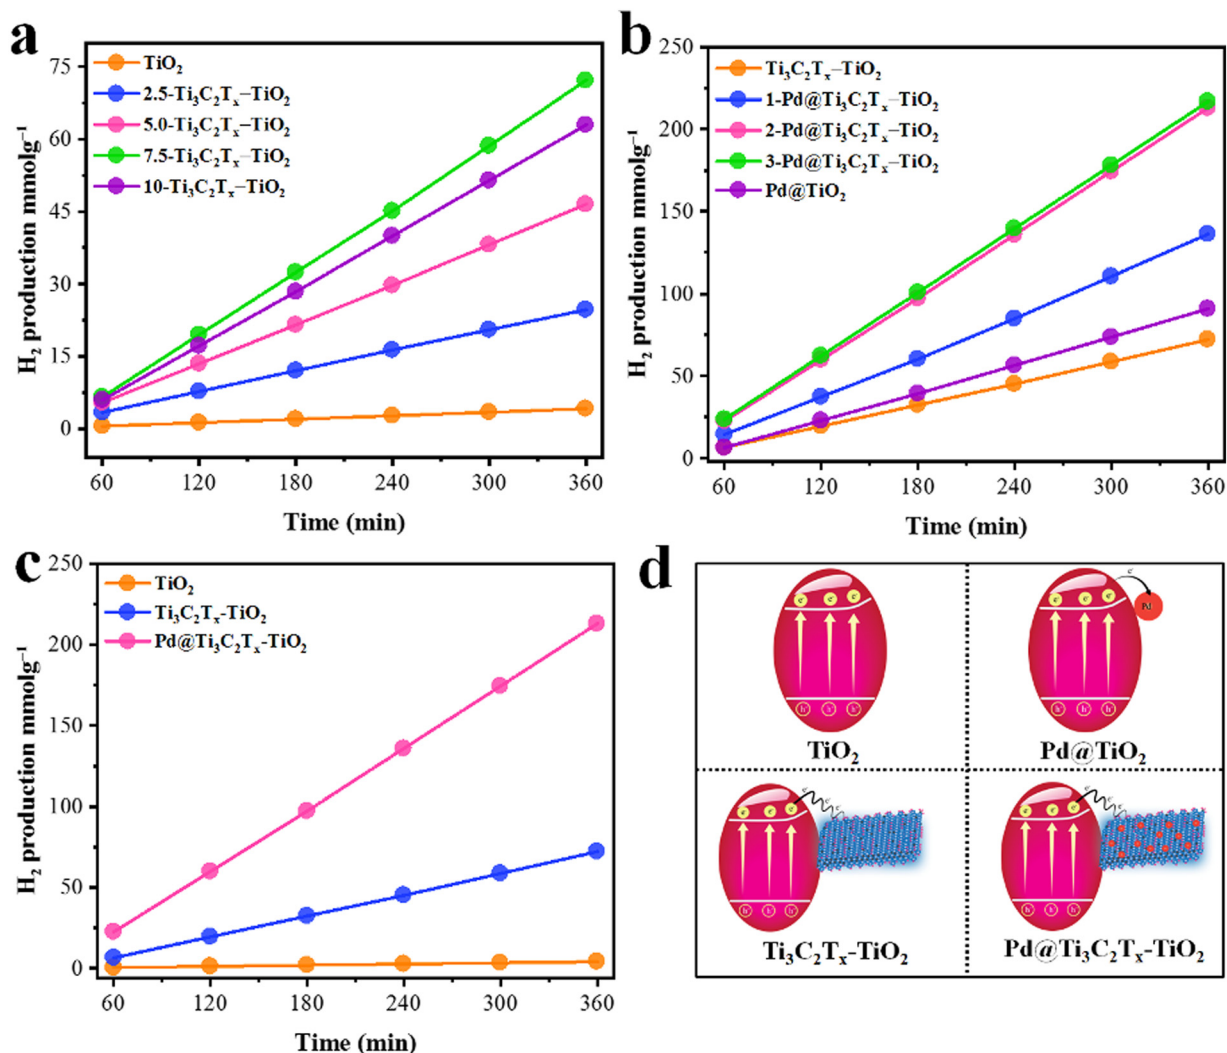 a
H₂ production mmolg⁻¹
75
60
45
30
15
0
TiO₂
2.5-Ti₃C₂Tₓ–TiO₂
5.0-Ti₃C₂Tₓ–TiO₂
7.5-Ti₃C₂Tₓ–TiO₂
10-Ti₃C₂Tₓ–TiO₂
60 120 180 240 300 360
Time (min)
b
H₂ production mmolg⁻¹
250
200
150
100
50
0
Ti₃C₂Tₓ–TiO₂
1-Pd@Ti₃C₂Tₓ–TiO₂
2-Pd@Ti₃C₂Tₓ–TiO₂
3-Pd@Ti₃C₂Tₓ–TiO₂
Pd@TiO₂
60 120 180 240 300 360
Time (min)
c
H₂ production mmolg⁻¹
250
200
150
100
50
0
TiO₂
Ti₃C₂Tₓ-TiO₂
Pd@Ti₃C₂Tₓ-TiO₂
60 120 180 240 300 360
Time (min)
d
e⁻ e⁻ e⁻
h⁺ h⁺ h⁺
TiO₂
e⁻
e⁻ e⁻ e⁻
Pd
h⁺ h⁺ h⁺
Pd@TiO₂
e⁻ e⁻
e⁻ e⁻ e⁻
h⁺ h⁺ h⁺
Ti₃C₂Tₓ-TiO₂
e⁻ e⁻
e⁻ e⁻ e⁻
h⁺ h⁺ h⁺
Pd@Ti₃C₂Tₓ-TiO₂